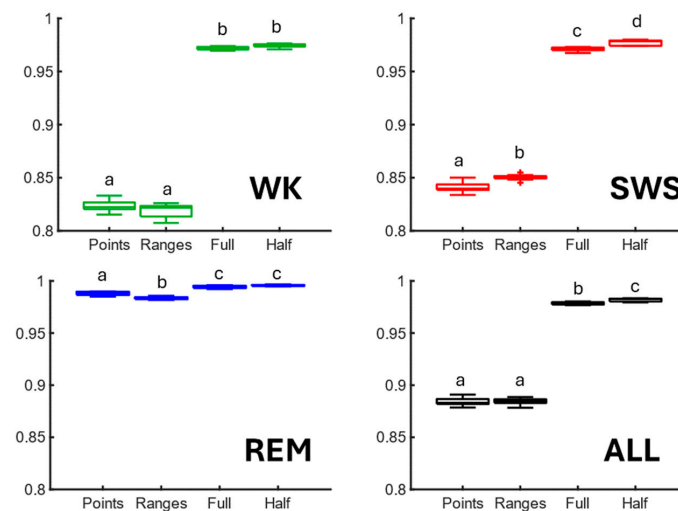 1
0.95
0.9
0.85
0.8
a
a
b
b
WK
Points Ranges Full Half
1
0.95
0.9
0.85
0.8
a
b
c
d
SWS
Points Ranges Full Half
1
0.95
0.9
0.85
0.8
a
b
c
c
REM
Points Ranges Full Half
1
0.95
0.9
0.85
0.8
a
a
b
c
ALL
Points Ranges Full Half